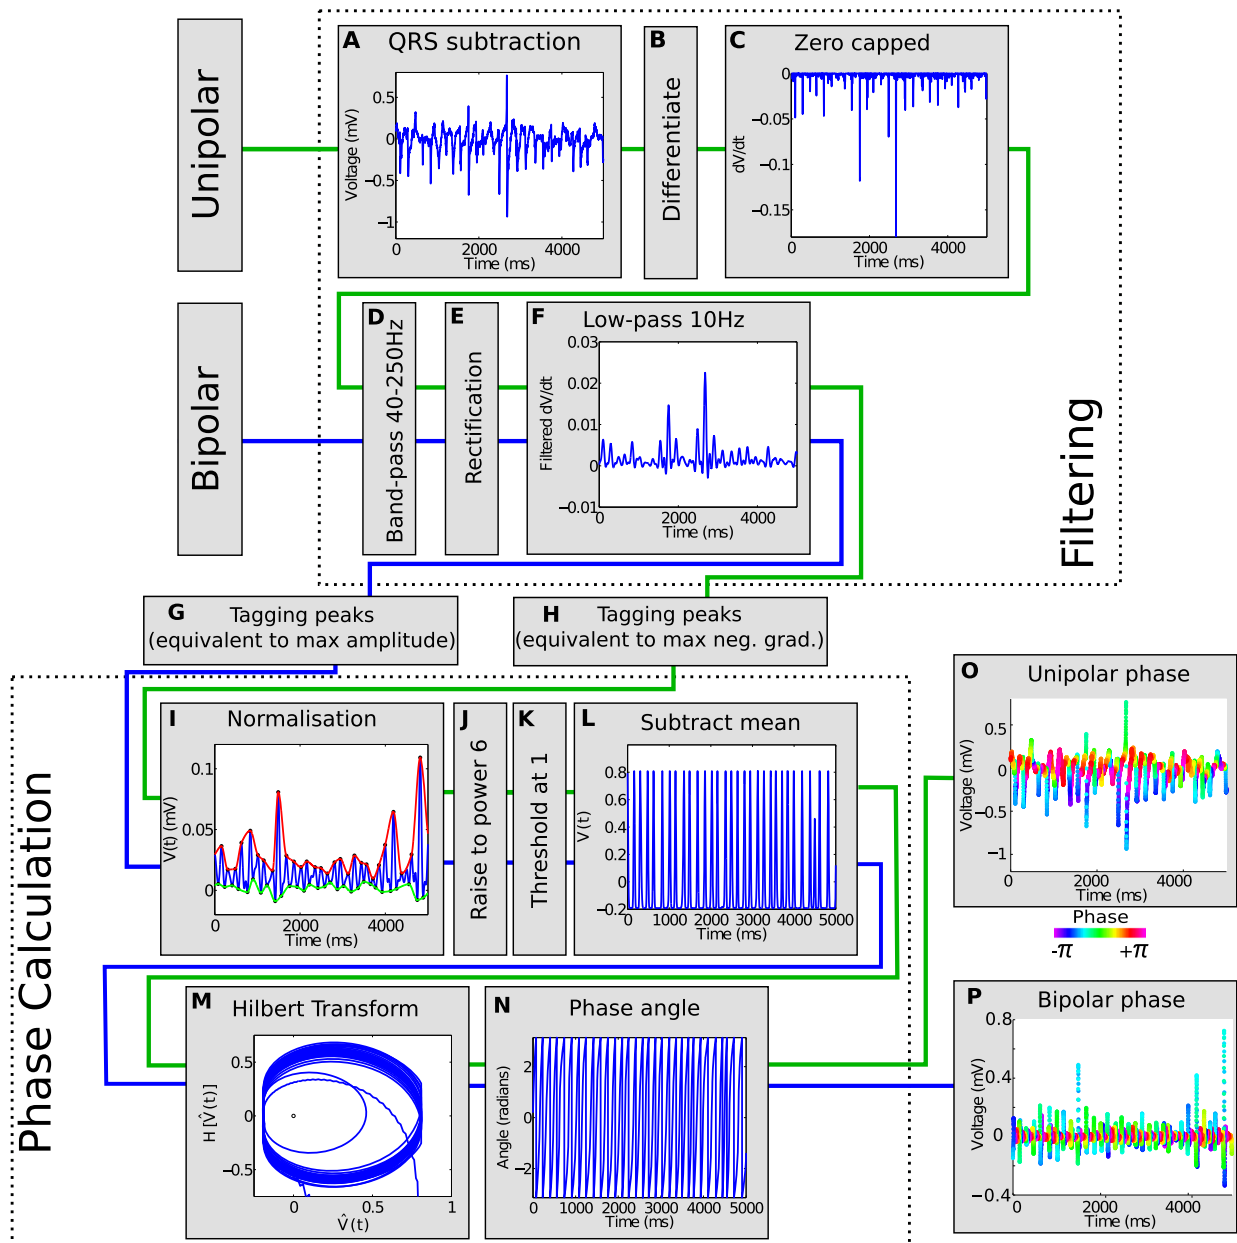 Unipolar
A QRS subtraction
Voltage (mV)
0.5
0
−0.5
−1
0 2000 4000
Time (ms)
B
Differentiate
C Zero capped
dV/dt
0
−0.05
−0.1
−0.15
0 2000 4000
Time (ms)
Bipolar
D
Band-pass 40-250Hz
E
Rectification
F Low-pass 10Hz
Filtered dV/dt
0.03
0.02
0.01
0
−0.01
0 2000 4000
Time (ms)
Filtering
G Tagging peaks
(equivalent to max amplitude)
H Tagging peaks
(equivalent to max neg. grad.)
Phase Calculation
I Normalisation
V(t) (mV)
0.1
0.05
0
0 2000 4000
Time (ms)
J
Raise to power 6
K
Threshold at 1
L Subtract mean
V(t)
0.8
0.6
0.4
0.2
0
−0.2
0 1000 2000 3000 4000 5000
Time (ms)
M Hilbert Transform
H [V̂(t)]
0.5
0
−0.5
0 0.5 1
V̂(t)
N Phase angle
Angle (radians)
2
0
−2
0 1000 2000 3000 4000 5000
Time (ms)
O Unipolar phase
Voltage (mV)
0.5
0
−0.5
−1
0 2000 4000
Time (ms)
Phase
-π +π
P Bipolar phase
Voltage (mV)
0.8
0.4
0
−0.4
0 2000 4000
Time (ms)